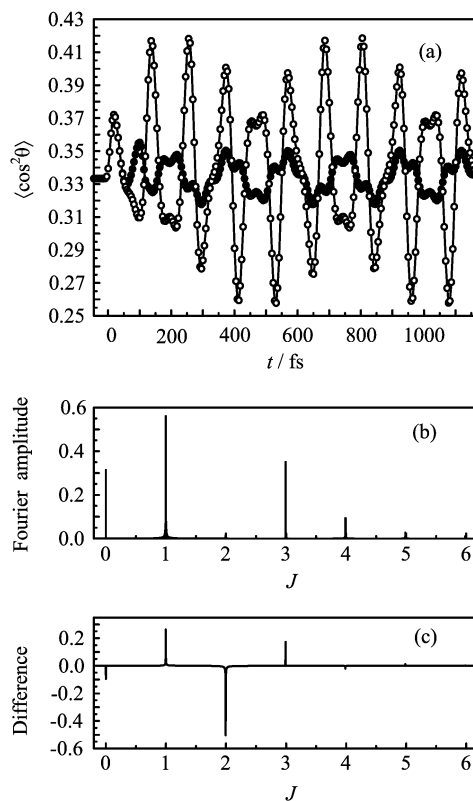 0.43
(a)
0.41
0.39
0.37
0.35
0.33
0.31
0.29
0.27
0.25
⟨cos²θ⟩
0 200 400 600 800 1000
t / fs
0.6
(b)
0.4
0.2
0.0
Fourier amplitude
0 1 2 3 4 5 6
J
(c)
0.2
0.0
-0.2
-0.4
-0.6
Difference
0 1 2 3 4 5 6
J